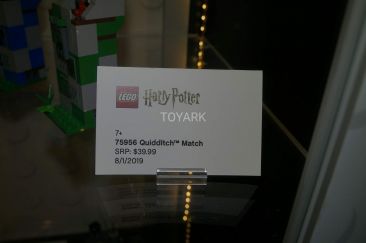 LEGO Harry Potter
TOYARK
7+
75956 Quidditch™ Match
SRP: $39.99
8/1/2019